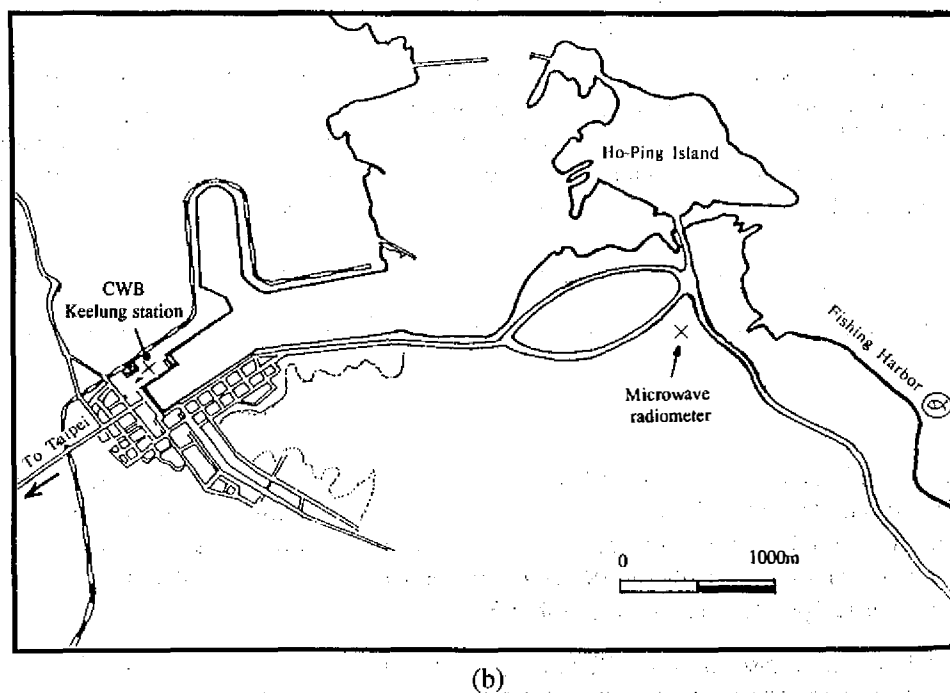 Ho-Ping Island
CWB
Keelung station
Fishing Harbor
Microwave
radiometer
To Taipei
0 1000m
(b)